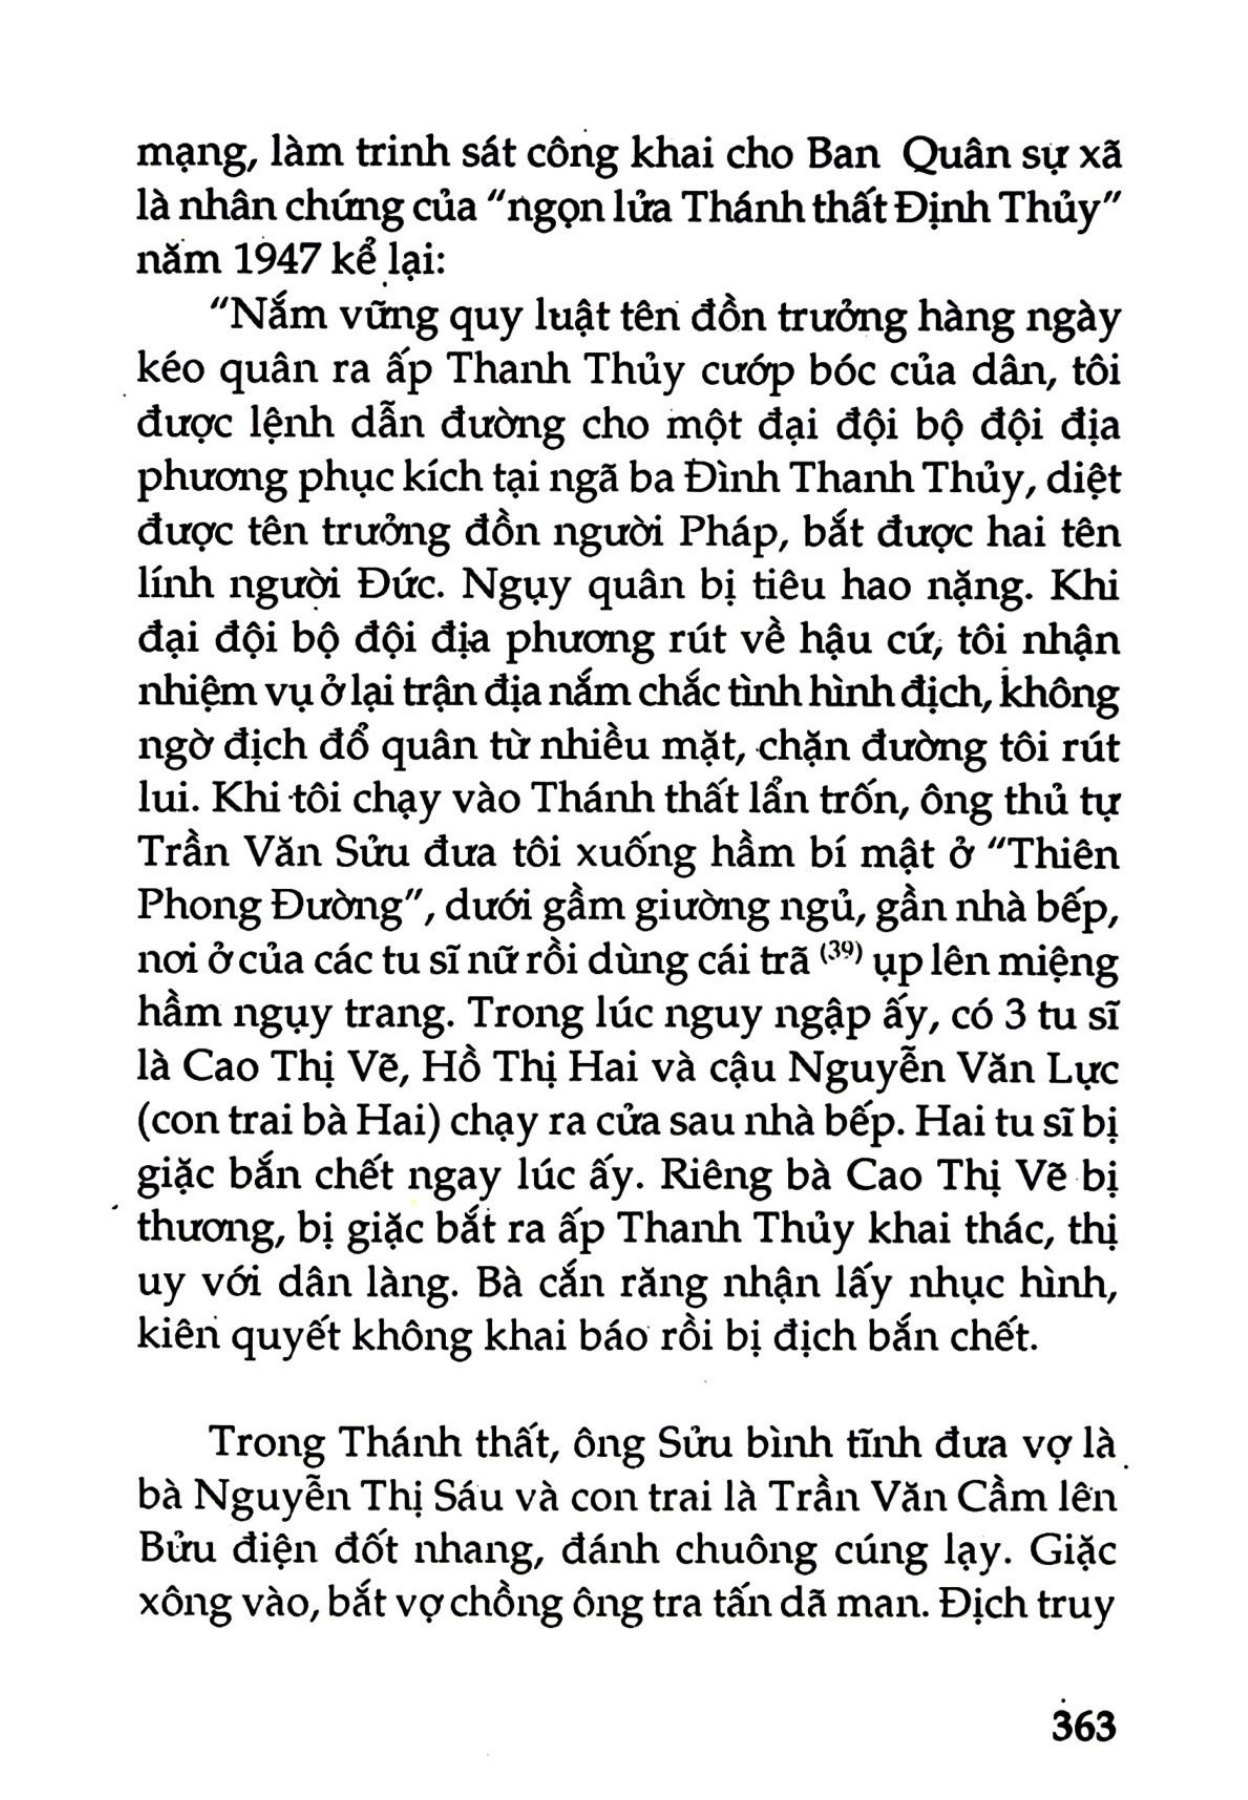 mạng, làm trinh sát công khai cho Ban Quân sự xã
là nhân chứng của "ngọn lửa Thánh thất Định Thủy"
năm 1947 kể lại:
"Nắm vững quy luật tên đồn trưởng hàng ngày
kéo quân ra ấp Thanh Thủy cướp bóc của dân, tôi
được lệnh dẫn đường cho một đại đội bộ đội địa
phương phục kích tại ngã ba Đình Thanh Thủy, diệt
được tên trưởng đồn người Pháp, bắt được hai tên
lính người Đức. Ngụy quân bị tiêu hao nặng. Khi
đại đội bộ đội địa phương rút về hậu cứ, tôi nhận
nhiệm vụ ở lại trận địa nắm chắc tình hình địch, không
ngờ địch đổ quân từ nhiều mặt, chặn đường tôi rút
lui. Khi tôi chạy vào Thánh thất lẩn trốn, ông thủ tự
Trần Văn Sửu đưa tôi xuống hầm bí mật ở "Thiên
Phong Đường", dưới gầm giường ngủ, gần nhà bếp,
nơi ở của các tu sĩ nữ rồi dùng cái trã (39) ụp lên miệng
hầm ngụy trang. Trong lúc nguy ngập ấy, có 3 tu sĩ
là Cao Thị Vẽ, Hồ Thị Hai và cậu Nguyễn Văn Lực
(con trai bà Hai) chạy ra cửa sau nhà bếp. Hai tu sĩ bị
giặc bắn chết ngay lúc ấy. Riêng bà Cao Thị Vẽ bị
thương, bị giặc bắt ra ấp Thanh Thủy khai thác, thị
uy với dân làng. Bà cắn răng nhận lấy nhục hình,
kiên quyết không khai báo rồi bị địch bắn chết.
Trong Thánh thất, ông Sửu bình tĩnh đưa vợ là
bà Nguyễn Thị Sáu và con trai là Trần Văn Cầm lên
Bửu điện đốt nhang, đánh chuông cúng lạy. Giặc
xông vào, bắt vợ chồng ông tra tấn dã man. Địch truy
363